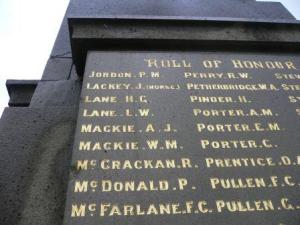 ROLL OF HONOUR
JORDON. P.M. PERRY. R.W.
LACKEY. J. (NURSE) PETHERBRIDGE. W.A.
LANE. H.G. PINDER. H.
LANE. L.W. PORTER. A.M.
MACKIE. A.J. PORTER. E.M.
MACKIE. W.M. PORTER. C.
MCCRACKAN. R. PRENTICE. D.
MCDONALD. P. PULLEN. F.C.
MCFARLANE. F.C. PULLEN. G.